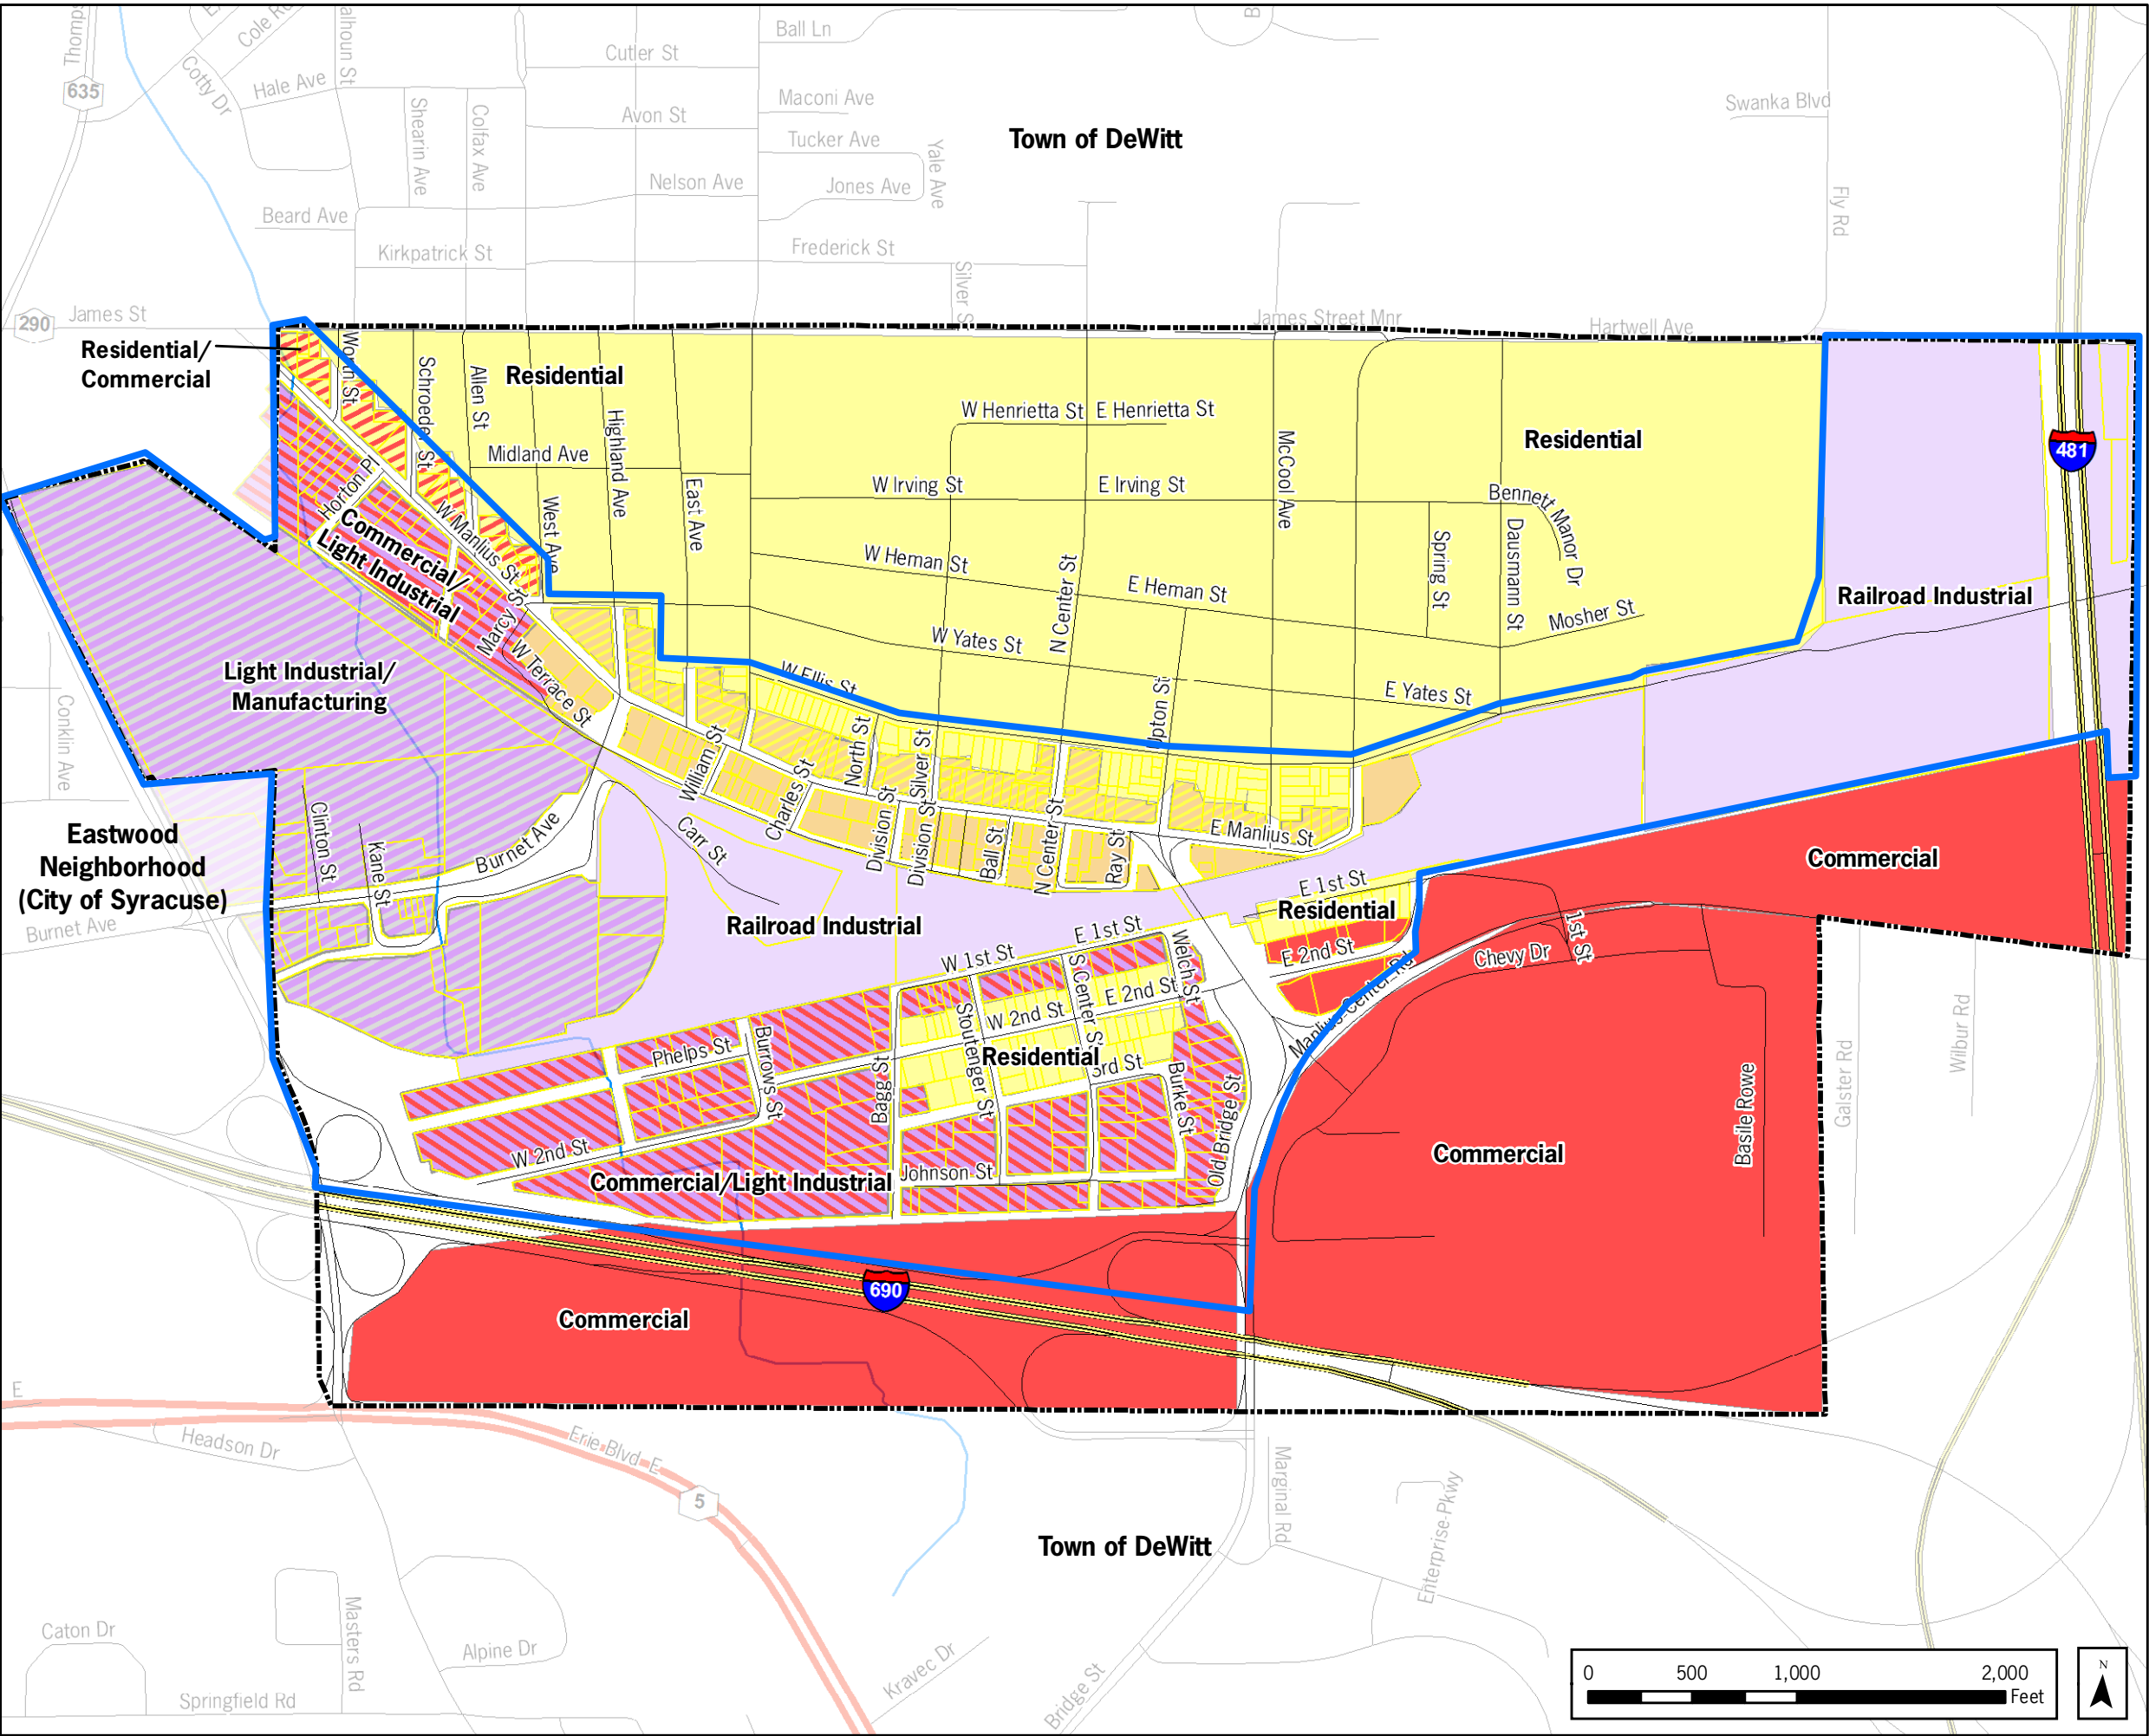 Thomps
Cole Rd
alhoun St
Ball Ln
B
Cutler St
635
Cotty Dr
Hale Ave
Shearin Ave
Colfax Ave
Maconi Ave
Avon St
Swanka Blvd
Town of DeWitt
Tucker Ave
Yale Ave
Nelson Ave
Jones Ave
Beard Ave
Fly Rd
Kirkpatrick St
Frederick St
Silver S
290
James St
James Street Mnr
Hartwell Ave
Residential/
Commercial
Worth St
Schroeder St
Allen St
Residential
Highland Ave
W Henrietta St
E Henrietta St
Residential
McCool Ave
Midland Ave
481
Horton Pl
East Ave
W Irving St
E Irving St
Bennett Manor Dr
West Ave
W Manlius St
Commercial/
Light Industrial
Spring St
Dausmann St
W Heman St
E Heman St
N Center St
Railroad Industrial
Mosher St
Marcy St
W Terrace St
W Yates St
Light Industrial/
Manufacturing
W Ellis St
E Yates St
Upton St
Conklin Ave
North St
Silver St
William St
Charles St
Division St
Division St
Ball St
N Center St
Ray St
E Manlius St
Clinton St
Kane St
Burnet Ave
Carr St
Eastwood
Neighborhood
(City of Syracuse)
Burnet Ave
Commercial
E 1st St
Residential
Railroad Industrial
E 1st St
W 1st St
Welch St
E 2nd St
1st St
Chevy Dr
Manlius Center Rd
S Center St
E 2nd St
Stoutenger St
W 2nd St
Wilbur Rd
Phelps St
Burrows St
Residential
3rd St
Galster Rd
Bagg St
Burke St
Old Bridge St
Basile Rowe
W 2nd St
Johnson St
Commercial
Commercial/Light Industrial
690
Commercial
E
Headson Dr
Erie Blvd E
5
Marginal Rd
Enterprise Pkwy
Town of DeWitt
Masters Rd
Caton Dr
Alpine Dr
Kravec Dr
Springfield Rd
Bridge St
0 500 1,000 2,000
Feet
N